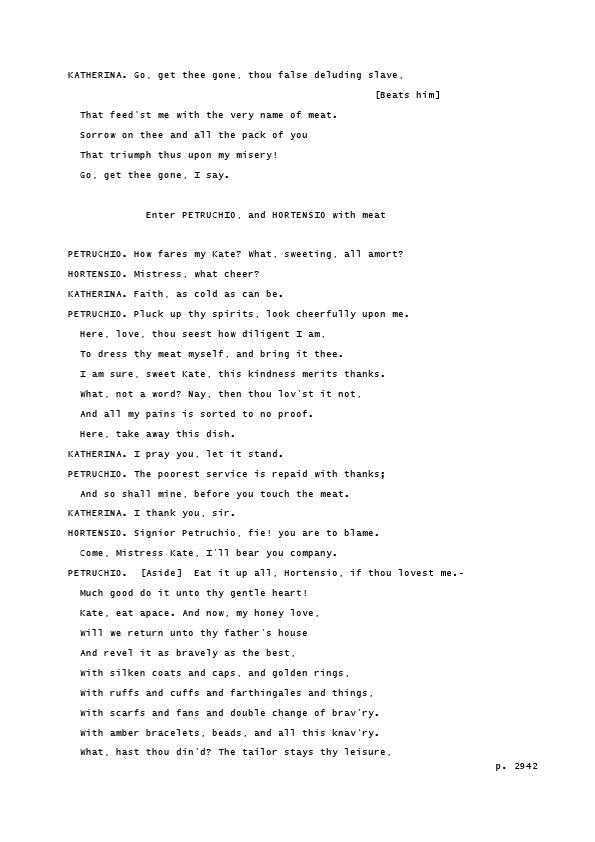 KATHERINA. Go, get thee gone, thou false deluding slave,
[Beats him]
That feed'st me with the very name of meat.
Sorrow on thee and all the pack of you
That triumph thus upon my misery!
Go, get thee gone, I say.
Enter PETRUCHIO, and HORTENSIO with meat
PETRUCHIO. How fares my Kate? What, sweeting, all amort?
HORTENSIO. Mistress, what cheer?
KATHERINA. Faith, as cold as can be.
PETRUCHIO. Pluck up thy spirits, look cheerfully upon me.
Here, love, thou seest how diligent I am,
To dress thy meat myself, and bring it thee.
I am sure, sweet Kate, this kindness merits thanks.
What, not a word? Nay, then thou lov'st it not,
And all my pains is sorted to no proof.
Here, take away this dish.
KATHERINA. I pray you, let it stand.
PETRUCHIO. The poorest service is repaid with thanks;
And so shall mine, before you touch the meat.
KATHERINA. I thank you, sir.
HORTENSIO. Signior Petruchio, fie! you are to blame.
Come, Mistress Kate, I'll bear you company.
PETRUCHIO.  [Aside]  Eat it up all, Hortensio, if thou lovest me.-
Much good do it unto thy gentle heart!
Kate, eat apace. And now, my honey love,
Will we return unto thy father's house
And revel it as bravely as the best,
With silken coats and caps, and golden rings,
With ruffs and cuffs and farthingales and things,
With scarfs and fans and double change of brav'ry.
With amber bracelets, beads, and all this knav'ry.
What, hast thou din'd? The tailor stays thy leisure,
p. 2942